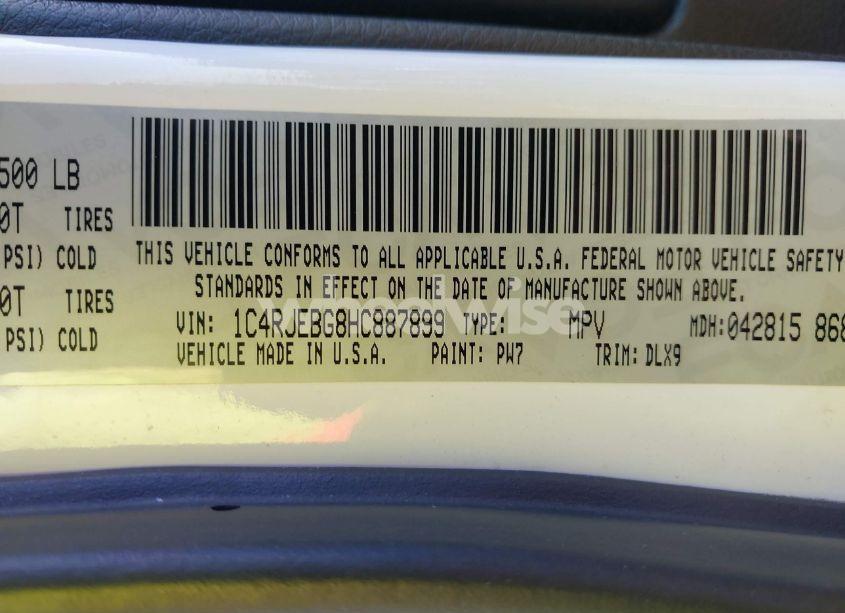 500 LB
0T TIRES
PSI) COLD
0T TIRES
PSI) COLD
THIS VEHICLE CONFORMS TO ALL APPLICABLE U.S.A. FEDERAL MOTOR VEHICLE SAFETY
STANDARDS IN EFFECT ON THE DATE OF MANUFACTURE SHOWN ABOVE.
VIN: 1C4RJEBG8HC887899 TYPE: MPV MDH:042815 868
VEHICLE MADE IN U.S.A. PAINT: PW7 TRIM: DLX9
wheelwise